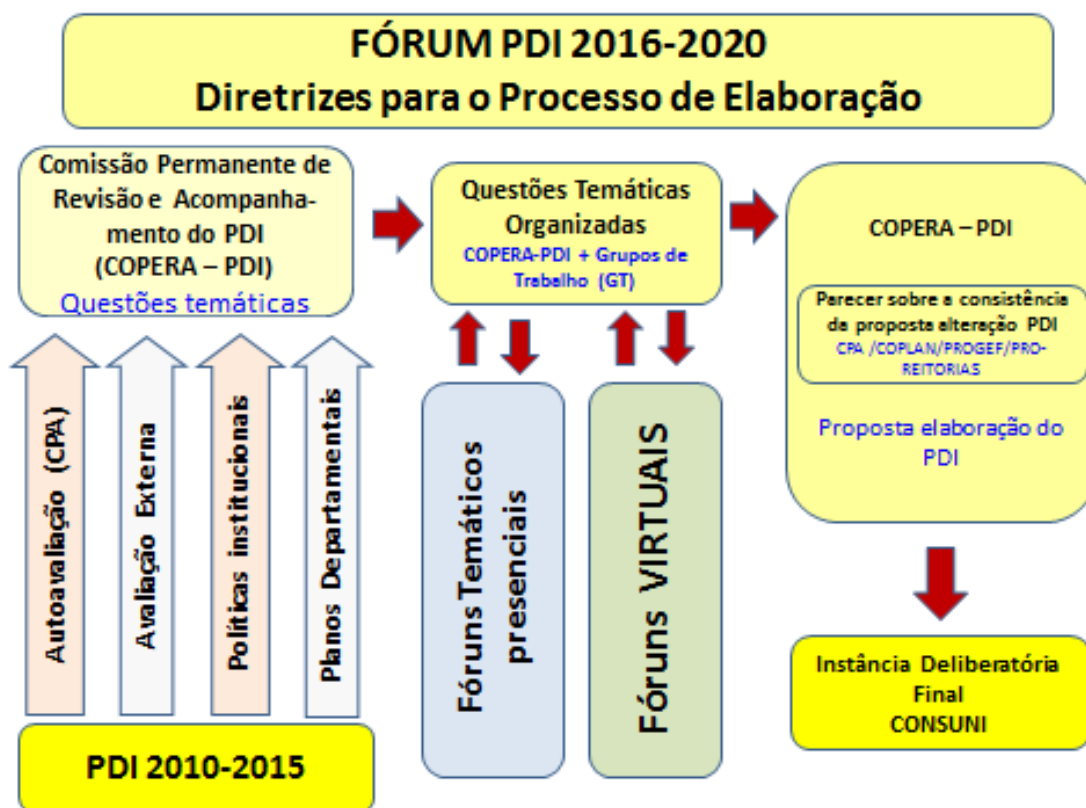 FÓRUM PDI 2016-2020
Diretrizes para o Processo de Elaboração
Comissão Permanente de
Revisão e Acompanha-
mento do PDI
(COPERA – PDI)
Questões temáticas
Questões Temáticas
Organizadas
COPERA-PDI + Grupos de
Trabalho (GT)
COPERA – PDI
Parecer sobre a consistência
da proposta alteração PDI
CPA /COPLAN/PROGEF/PRO-
REITORIAS
Proposta elaboração do
PDI
Autoavaliação (CPA)
Avaliação Externa
Políticas institucionais
Planos Departamentais
Fóruns Temáticos
presenciais
Fóruns VIRTUAIS
Instância Deliberatória
Final
CONSUNI
PDI 2010-2015